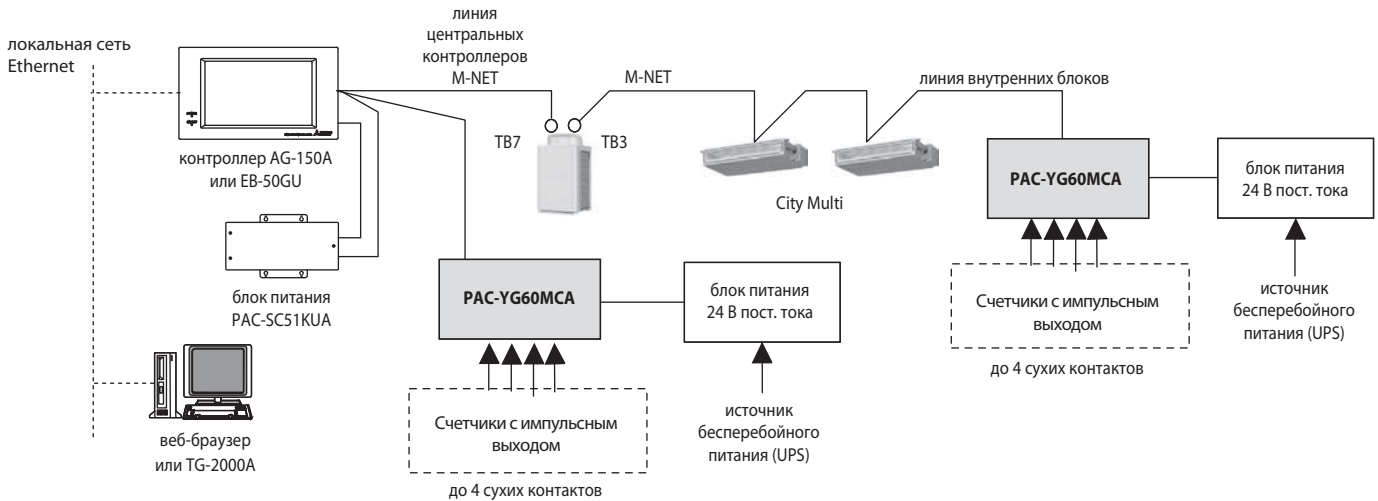 локальная сеть
Ethernet
контроллер AG-150A
или EB-50GU
блок питания
PAC-SC51KUA
веб-браузер
или TG-2000A
линия
центральных
контроллеров
M-NET
TB7
TB3
M-NET
City Multi
линия внутренних блоков
PAC-YG60MCA
блок питания
24 В пост. тока
Счетчики с импульсным
выходом
до 4 сухих контактов
источник
бесперебойного
питания (UPS)
PAC-YG60MCA
блок питания
24 В пост. тока
Счетчики с импульсным
выходом
до 4 сухих контактов
источник
бесперебойного
питания (UPS)